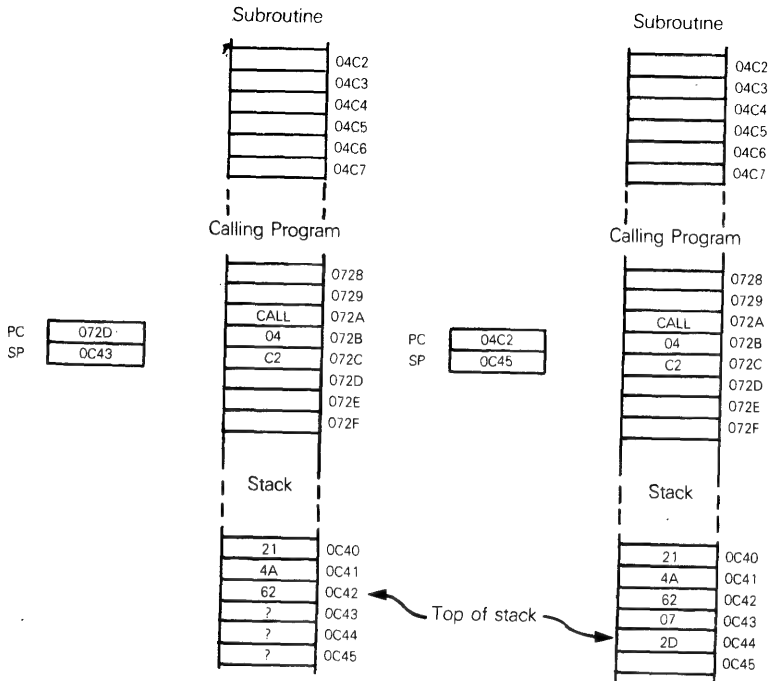 Subroutine
04C2
04C3
04C4
04C5
04C6
04C7
Calling Program
0728
0729
CALL 072A
04 072B
C2 072C
072D
072E
072F
PC 072D
SP 0C43
Stack
21 0C40
4A 0C41
62 0C42
? 0C43
? 0C44
? 0C45
Top of stack
Subroutine
04C2
04C3
04C4
04C5
04C6
04C7
Calling Program
0728
0729
CALL 072A
04 072B
C2 072C
072D
072E
072F
PC 04C2
SP 0C45
Stack
21 0C40
4A 0C41
62 0C42
07 0C43
2D 0C44
0C45